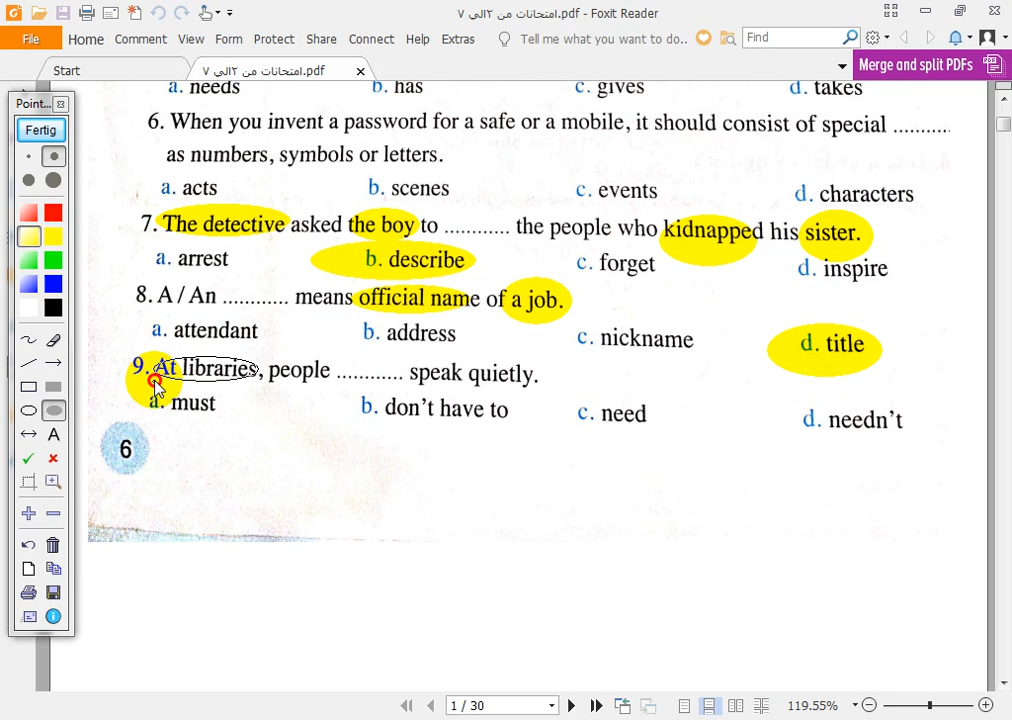 امتحانات من ٢الي ٧.pdf - Foxit Reader
File Home Comment View Form Protect Share Connect Help Extras Tell me what you want to do.. Find
Start امتحانات من ٢الي ٧.pdf Merge and split PDFs
Point...
Fertig
A
a. needs b. has c. gives d. takes
6. When you invent a password for a safe or a mobile, it should consist of special ..........
as numbers, symbols or letters.
a. acts b. scenes c. events d. characters
7. The detective asked the boy to ............ the people who kidnapped his sister.
a. arrest b. describe c. forget d. inspire
8. A / An ............ means official name of a job.
a. attendant b. address c. nickname d. title
9. At libraries, people ............ speak quietly.
a. must b. don't have to c. need d. needn't
6
1 / 30 119.55%